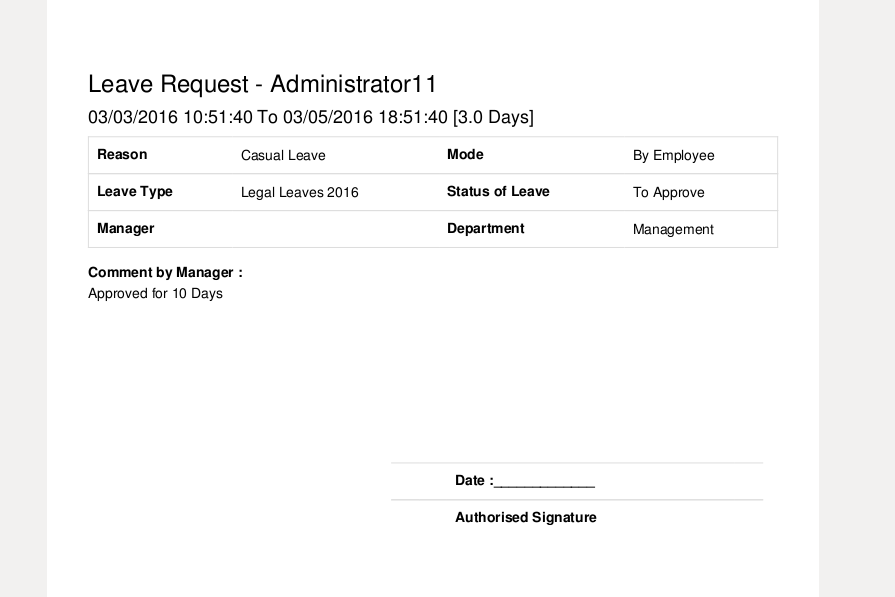 Leave Request - Administrator11
03/03/2016 10:51:40 To 03/05/2016 18:51:40 [3.0 Days]
Reason Casual Leave Mode By Employee
Leave Type Legal Leaves 2016 Status of Leave To Approve
Manager Department Management
Comment by Manager :
Approved for 10 Days
Date :_____________
Authorised Signature